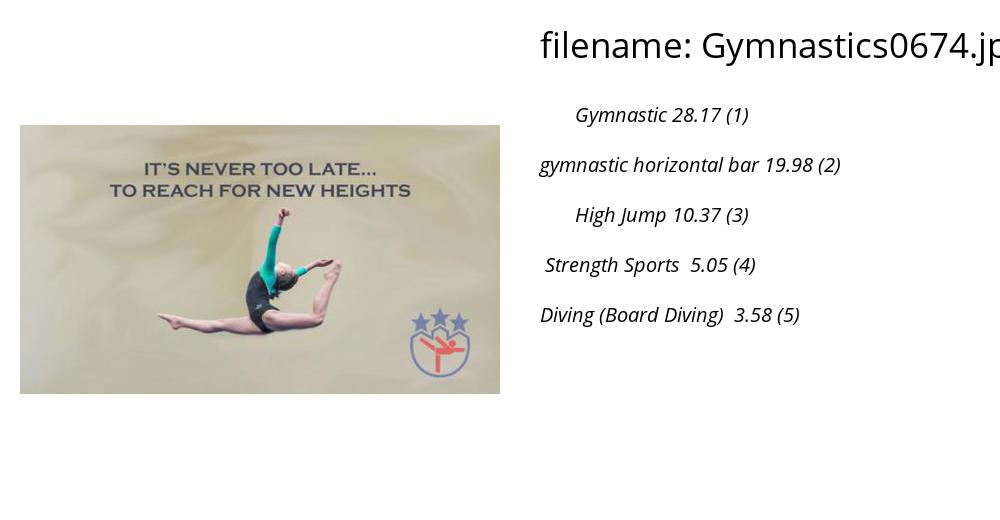 filename: Gymnastics0674.jp
IT'S NEVER TOO LATE...
TO REACH FOR NEW HEIGHTS
Gymnastic 28.17 (1)
gymnastic horizontal bar 19.98 (2)
High Jump 10.37 (3)
Strength Sports 5.05 (4)
Diving (Board Diving) 3.58 (5)